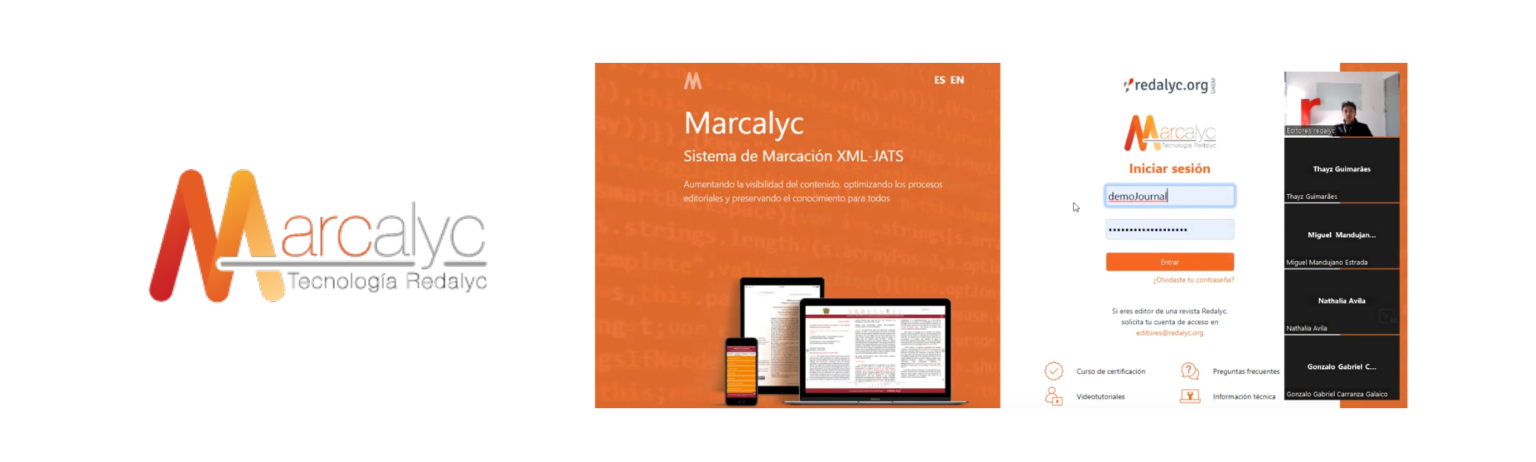 Marcalyc
Tecnología Redalyc
ES EN
Marcalyc
Sistema de Marcación XML-JATS
Aumentando la visibilidad del contenido, optimizando los procesos
editoriales y preservando el conocimiento para todos
redalyc.org
UAEM
Marcalyc
Tecnología Redalyc
Iniciar sesión
demoJournal
Entrar
¿Olvidaste tu contraseña?
Si eres editor de una revista Redalyc,
solicita tu cuenta de acceso en
editores@redalyc.org
Curso de certificación
Preguntas frecuentes
Videotutoriales
Información técnica
Editores redalyc
Thayz Guimarães
Thayz Guimarães
Miguel Mandujan...
Miguel Mandujano Estrada
Nathalia Avila
Nathalia Avila
Gonzalo Gabriel C...
Gonzalo Gabriel Carranza Galaico